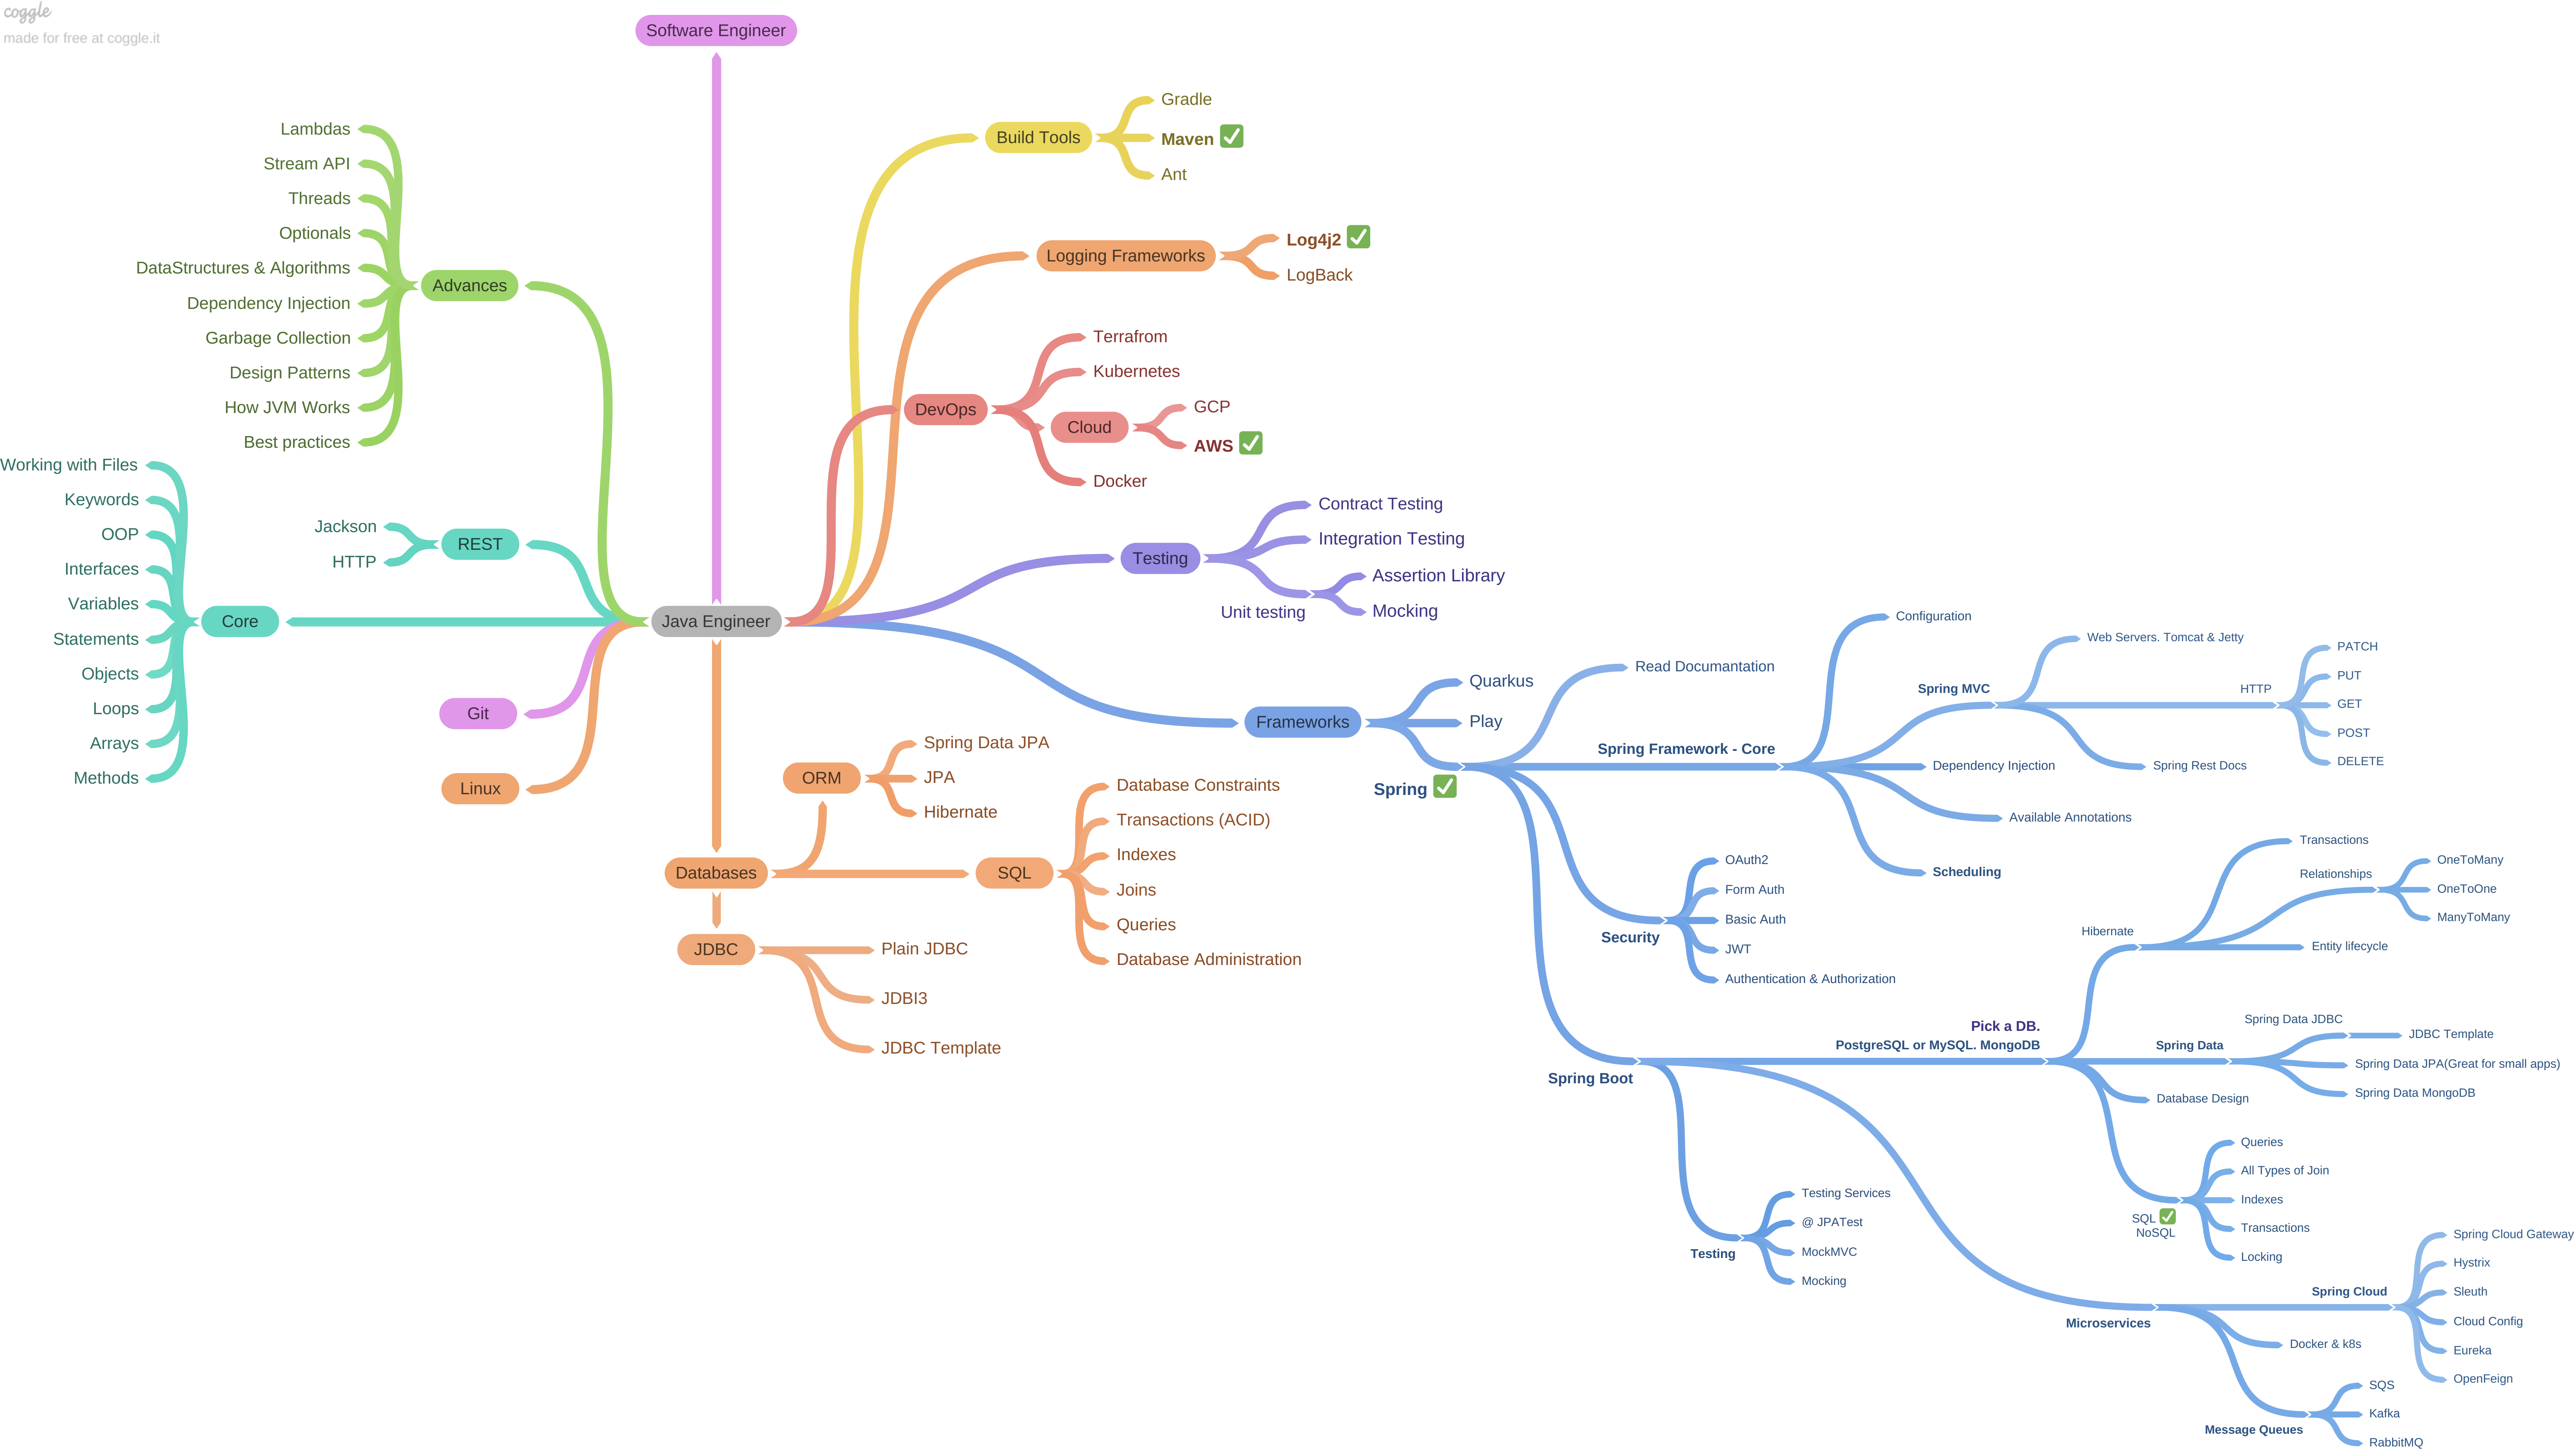 coggle
made for free at coggle.it
Software Engineer
Build Tools
Gradle
Maven ✅
Ant
Logging Frameworks
Log4j2 ✅
LogBack
DevOps
Terrafrom
Kubernetes
Cloud
GCP
AWS ✅
Docker
Testing
Contract Testing
Integration Testing
Unit testing
Assertion Library
Mocking
Advances
Lambdas
Stream API
Threads
Optionals
DataStructures & Algorithms
Dependency Injection
Garbage Collection
Design Patterns
How JVM Works
Best practices
REST
Jackson
HTTP
Core
Working with Files
Keywords
OOP
Interfaces
Variables
Statements
Objects
Loops
Arrays
Methods
Java Engineer
Git
Linux
Databases
ORM
Spring Data JPA
JPA
Hibernate
SQL
Database Constraints
Transactions (ACID)
Indexes
Joins
Queries
Database Administration
JDBC
Plain JDBC
JDBI3
JDBC Template
Frameworks
Quarkus
Play
Spring ✅
Read Documantation
Spring Framework - Core
Configuration
Spring MVC
Web Servers. Tomcat & Jetty
HTTP
PATCH
PUT
GET
POST
DELETE
Spring Rest Docs
Dependency Injection
Available Annotations
Scheduling
Security
OAuth2
Form Auth
Basic Auth
JWT
Authentication & Authorization
Spring Boot
Pick a DB.
PostgreSQL or MySQL. MongoDB
Hibernate
Transactions
Relationships
OneToMany
OneToOne
ManyToMany
Entity lifecycle
Spring Data
Spring Data JDBC
JDBC Template
Spring Data JPA(Great for small apps)
Spring Data MongoDB
Database Design
SQL ✅
NoSQL
Queries
All Types of Join
Indexes
Transactions
Locking
Testing
Testing Services
@ JPATest
MockMVC
Mocking
Microservices
Spring Cloud
Spring Cloud Gateway
Hystrix
Sleuth
Cloud Config
Eureka
OpenFeign
Docker & k8s
Message Queues
SQS
Kafka
RabbitMQ